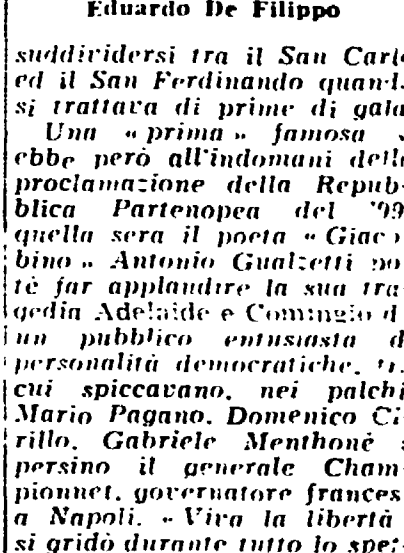 Eduardo De Filippo
suddividersi tra il San Carlo
ed il San Ferdinando quand
si trattava di prime di gala
Una « prima » famosa s
ebbe però all'indomani della
proclamazione della Repub-
blica Partenopea del '99
quella sera il poeta « Giaco
bino » Antonio Gualzetti po
tè far applaudire la sua tra-
gedia Adelaide e Comingio d
un pubblico entusiasta d
personalità democratiche, tr
cui spiccavano, nei palchi
Mario Pagano, Domenico Ci-
rillo, Gabriele Menthonè
persino il generale Cham-
pionnet, governatore frances
a Napoli. « Viva la libertà
si gridò durante tutto lo spet-